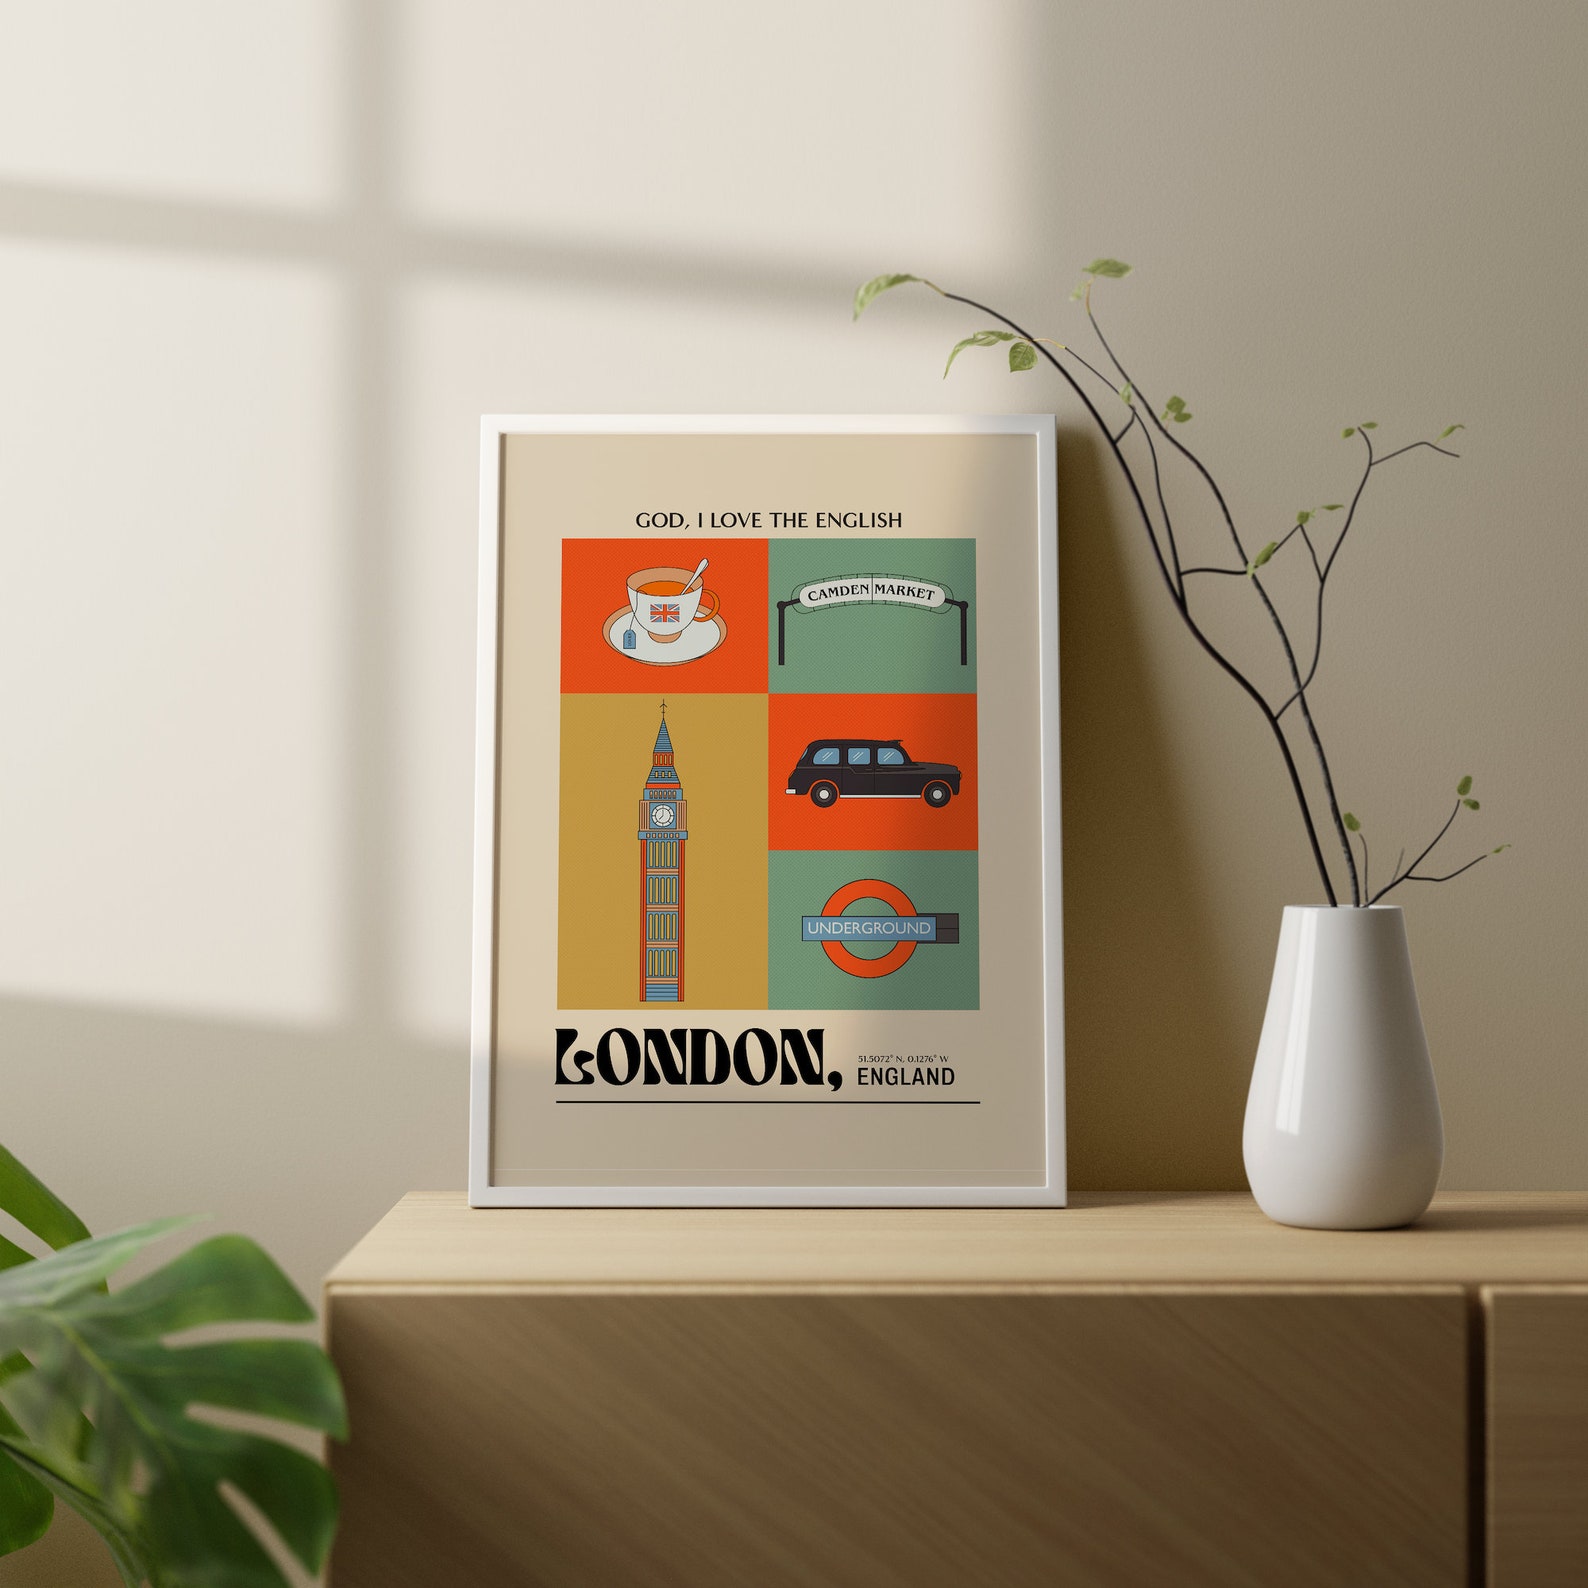 GOD, I LOVE THE ENGLISH
CAMDEN MARKET
UNDERGROUND
LONDON,
51.5072° N, 0.1276° W
ENGLAND